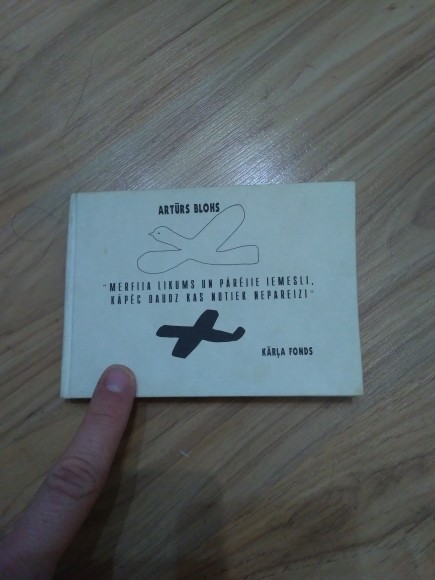 ARTŪRS BLOHS
"MERFIJA LIKUMS UN PĀRĒJIE IEMESLI,
KĀPĒC DAUDZ KAS NOTIEK NEPAREIZI"
KĀRĻA FONDS